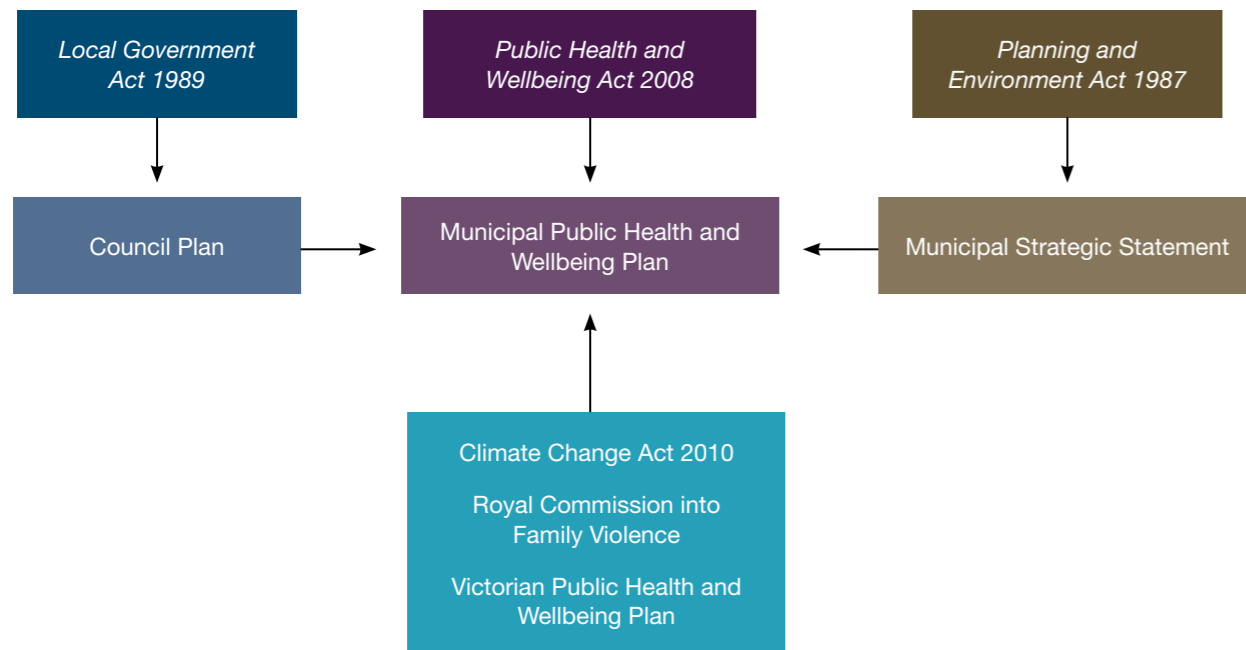 Local Government
Act 1989
Public Health and
Wellbeing Act 2008
Planning and
Environment Act 1987
Council Plan
Municipal Public Health and
Wellbeing Plan
Municipal Strategic Statement
Climate Change Act 2010
Royal Commission into
Family Violence
Victorian Public Health and
Wellbeing Plan